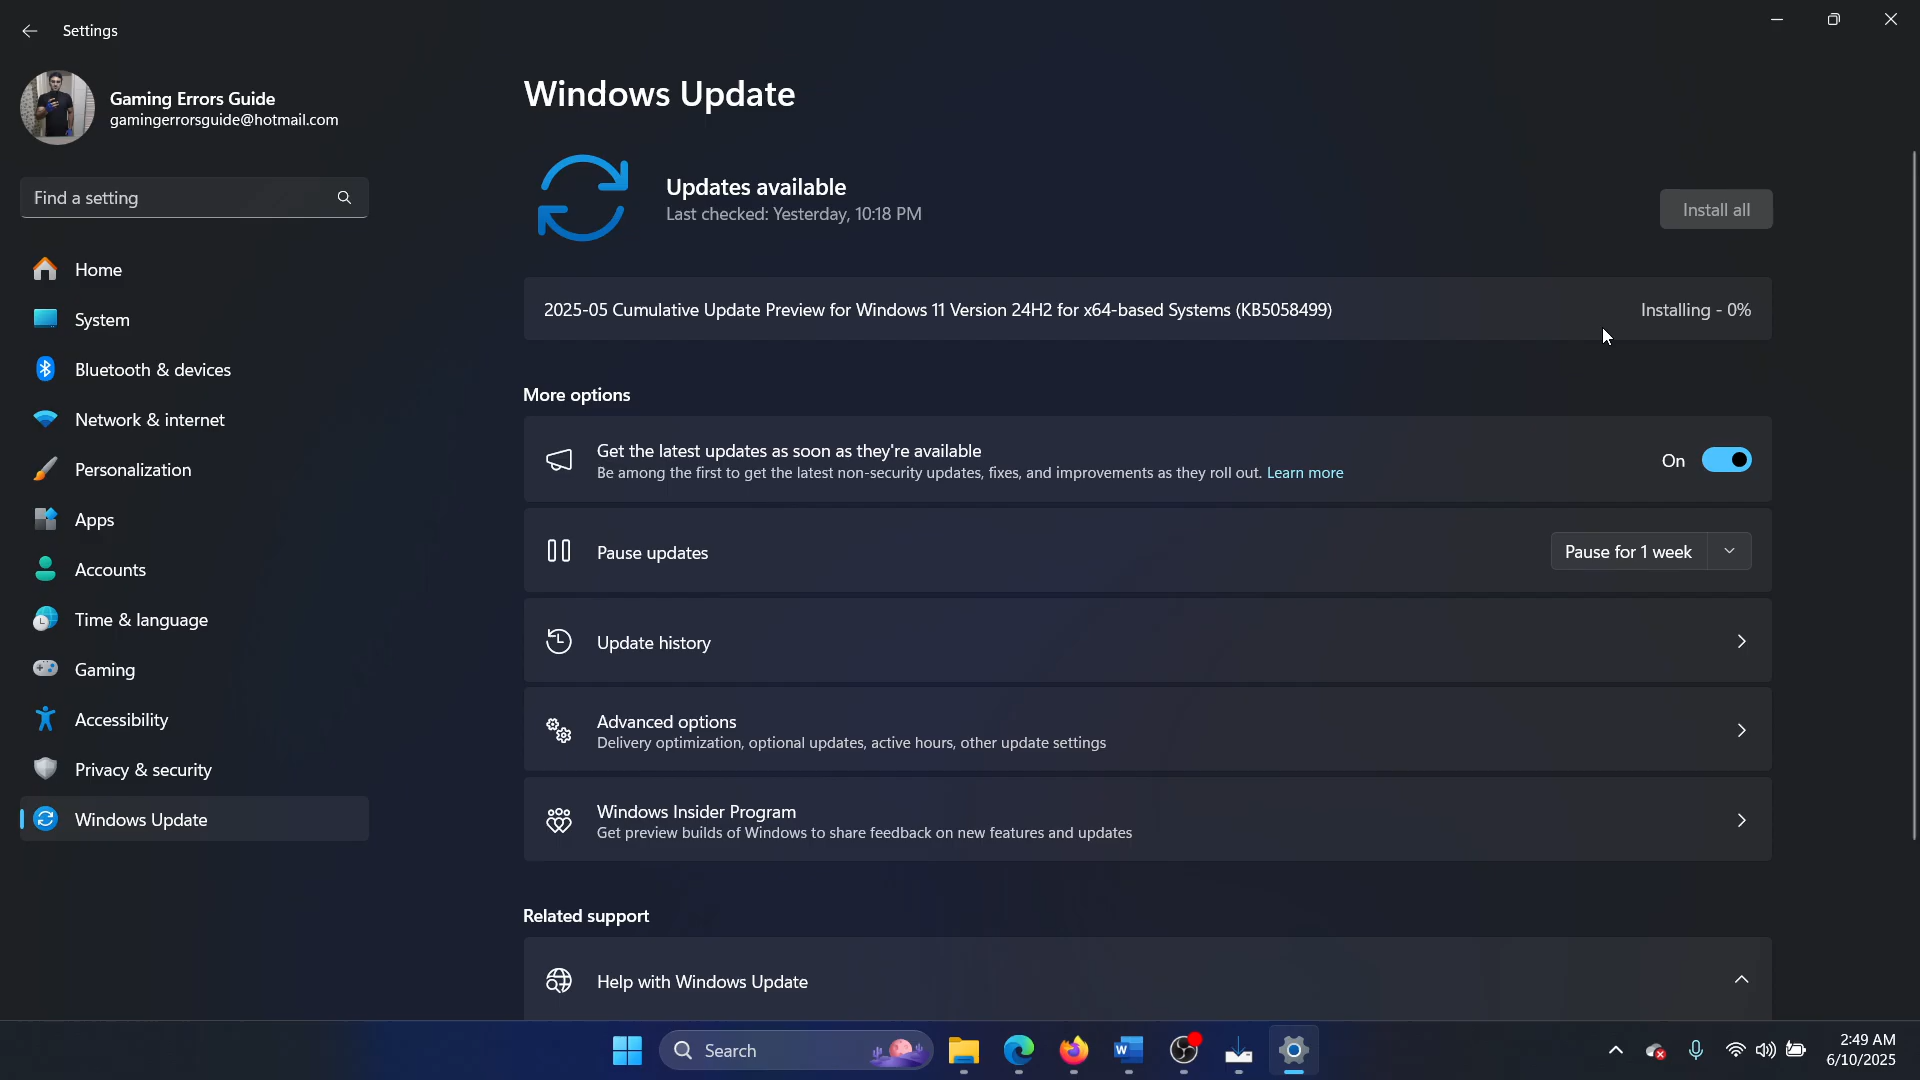 Settings
Gaming Errors Guide
gamingerrorsguide@hotmail.com
Find a setting
Home
System
Bluetooth & devices
Network & internet
Personalization
Apps
Accounts
Time & language
Gaming
Accessibility
Privacy & security
Windows Update
Windows Update
Updates available
Last checked: Yesterday, 10:18 PM
Install all
2025-05 Cumulative Update Preview for Windows 11 Version 24H2 for x64-based Systems (KB5058499)
Installing - 0%
More options
Get the latest updates as soon as they're available
Be among the first to get the latest non-security updates, fixes, and improvements as they roll out. Learn more
On
Pause updates
Pause for 1 week
Update history
Advanced options
Delivery optimization, optional updates, active hours, other update settings
Windows Insider Program
Get preview builds of Windows to share feedback on new features and updates
Related support
Help with Windows Update
Search
W
2:49 AM
6/10/2025